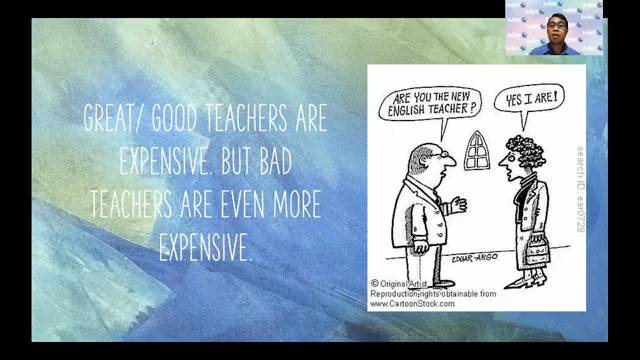 GREAT/ GOOD TEACHERS ARE
EXPENSIVE. BUT BAD
TEACHERS ARE EVEN MORE
EXPENSIVE.
ARE YOU THE NEW
ENGLISH TEACHER?
YES I ARE!
EDGAR ARGO
search ID: ear0728
© Original Artist
Reproduction rights obtainable from
www.CartoonStock.com